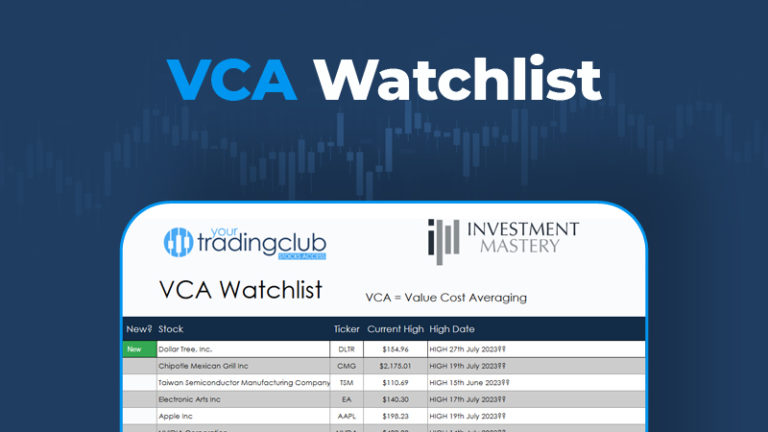 VCA Watchlist
your
tradingclub
STOCKS ACCESS
INVESTMENT
MASTERY
VCA Watchlist
VCA = Value Cost Averaging
New? Stock Ticker Current High High Date
New Dollar Tree, Inc. DLTR $154.96 HIGH 27th July 2023??
Chipotle Mexican Grill Inc CMG $2,175.01 HIGH 19th July 2023??
Taiwan Semiconductor Manufacturing Company TSM $110.69 HIGH 15th June 2023??
Electronic Arts Inc EA $140.30 HIGH 17th July 2023??
Apple Inc AAPL $198.23 HIGH 19th July 2023??